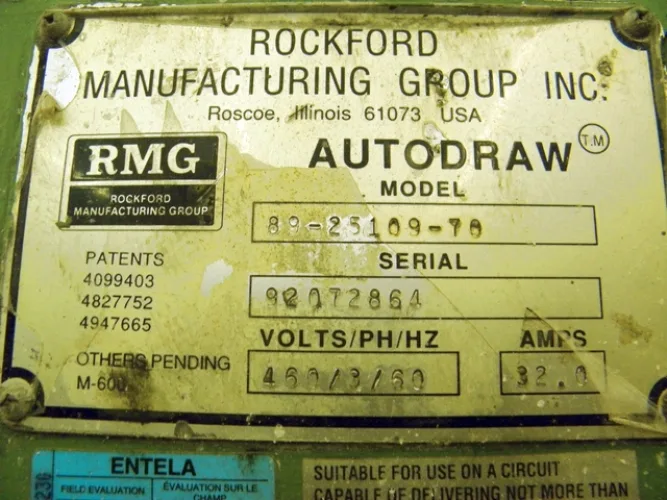 ROCKFORD
MANUFACTURING GROUP INC.
Roscoe, Illinois 61073 USA
RMG
ROCKFORD
MANUFACTURING GROUP
AUTODRAW T.M
MODEL
89-25109-70
SERIAL
92072864
PATENTS
4099403
4827752
4947665
OTHERS PENDING
M-600
VOLTS/PH/HZ
460/3/60
AMPS
32.0
ENTELA
FIELD EVALUATION
ÉVALUATION SUR LE
CHAMP
SUITABLE FOR USE ON A CIRCUIT
CAPABLE OF DELIVERING NOT MORE THAN